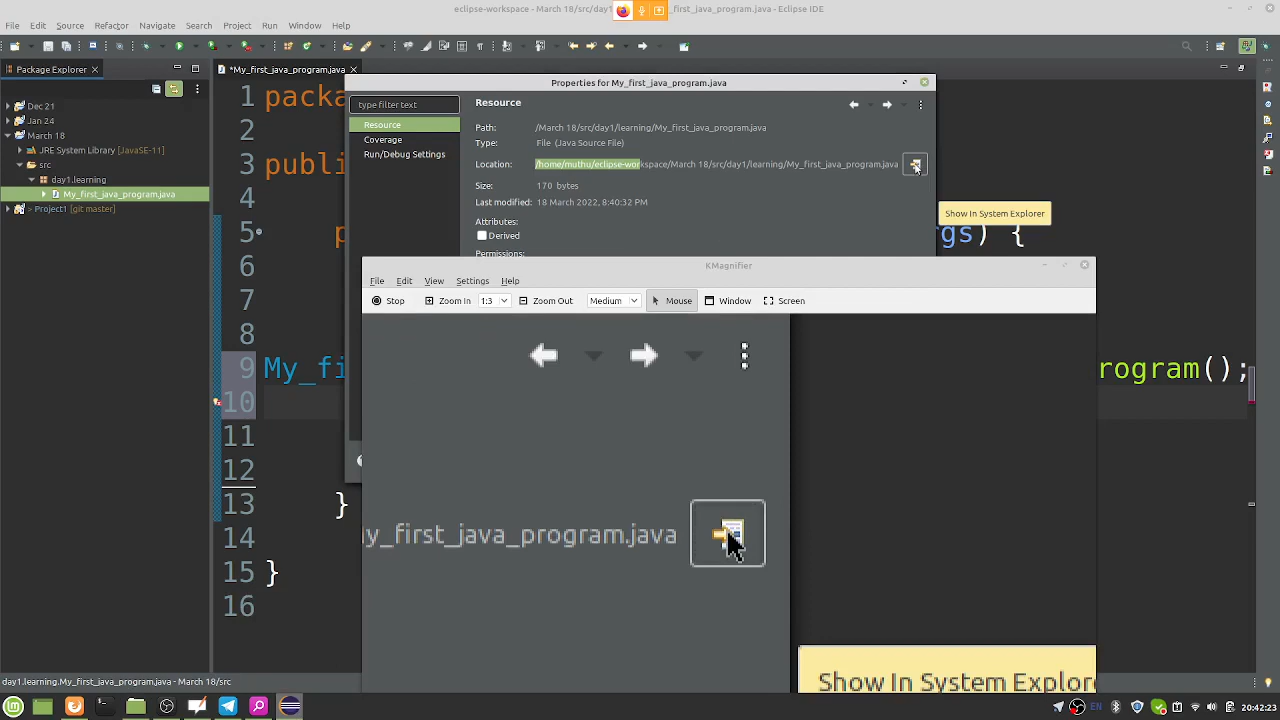 eclipse-workspace - March 18/src/day1
_first_java_program.java - Eclipse IDE
File Edit Source Refactor Navigate Search Project Run Window Help
Package Explorer
*My_first_java_program.java
Dec21
Jan 24
March 18
JRE System Library [JavaSE-11]
src
day1.learning
My_first_java_program.java
> Project1 [git master]
1 packa
2
3 publi
4
5 p gs) {
6
7
8
9 My_fi rogram();
10
11
12
13 }
14
15 }
16
Properties for My_first_java_program.java
type filter text
Resource
Coverage
Run/Debug Settings
Resource
Path: /March 18/src/day1/learning/My_first_java_program.java
Type: File (Java Source File)
Location: /home/muthu/eclipse-workspace/March 18/src/day1/learning/My_first_java_program.java
Size: 170 bytes
Last modified: 18 March 2022, 8:40:32 PM
Attributes:
Derived
Permissions:
Show In System Explorer
KMagnifier
File Edit View Settings Help
Stop Zoom In 1:3 Zoom Out Medium Mouse Window Screen
y_first_java_program.java
Show In System Explor
day1.learning.My_first_java_program.java - March 18/src
EN 20:42:23